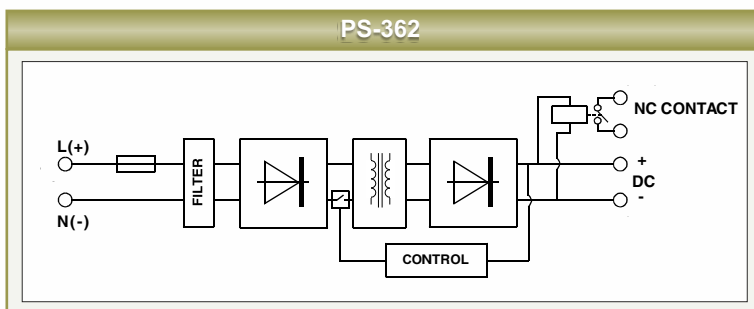 PS-362
NC CONTACT
L(+)
FILTER
+
DC
-
N(-)
CONTROL